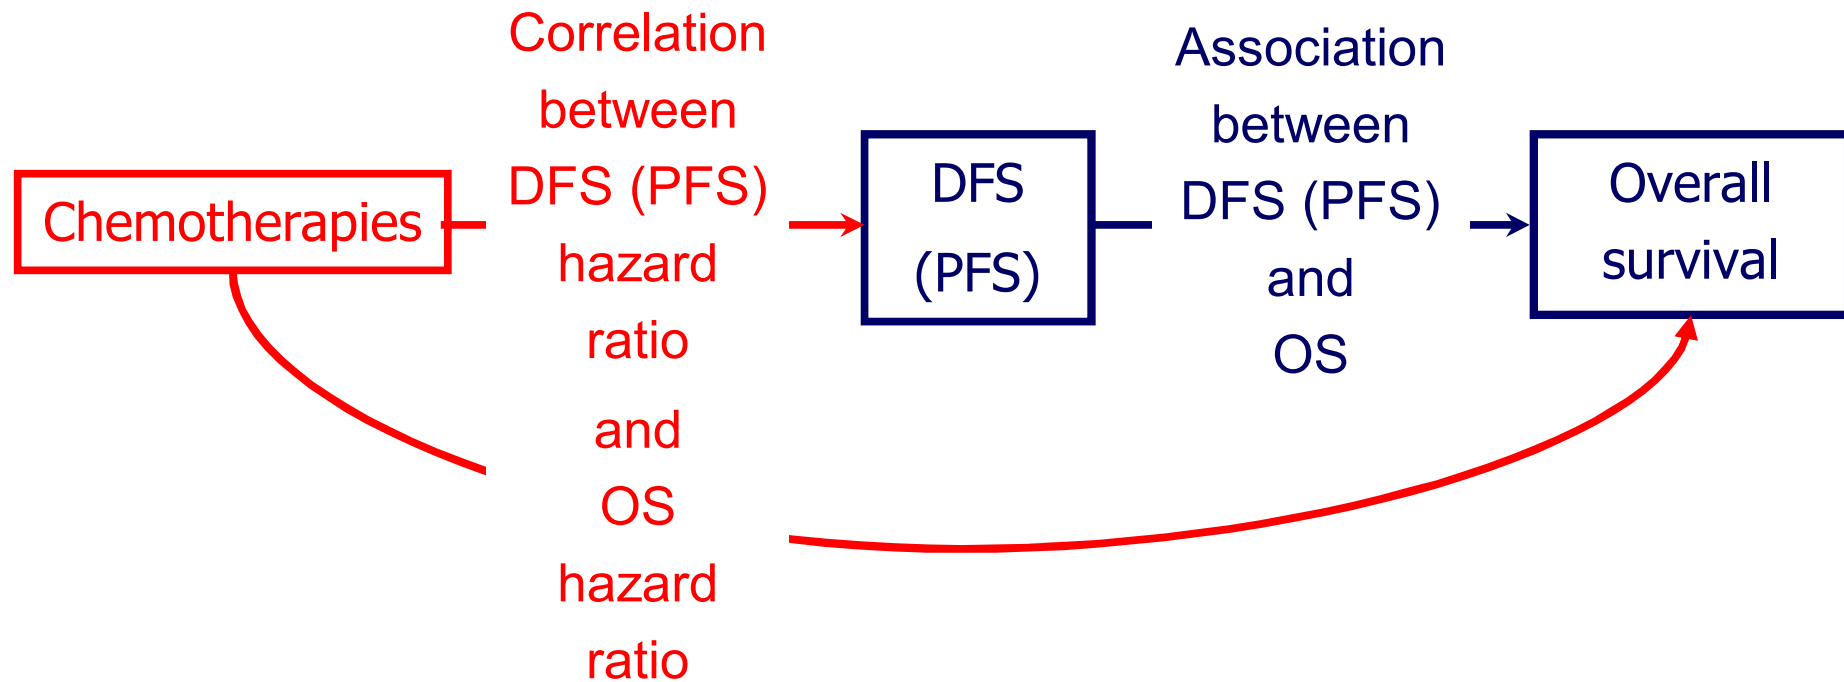 Chemotherapies
Correlation
between
DFS (PFS)
hazard
ratio
and
OS
hazard
ratio
DFS
(PFS)
Association
between
DFS (PFS)
and
OS
Overall
survival